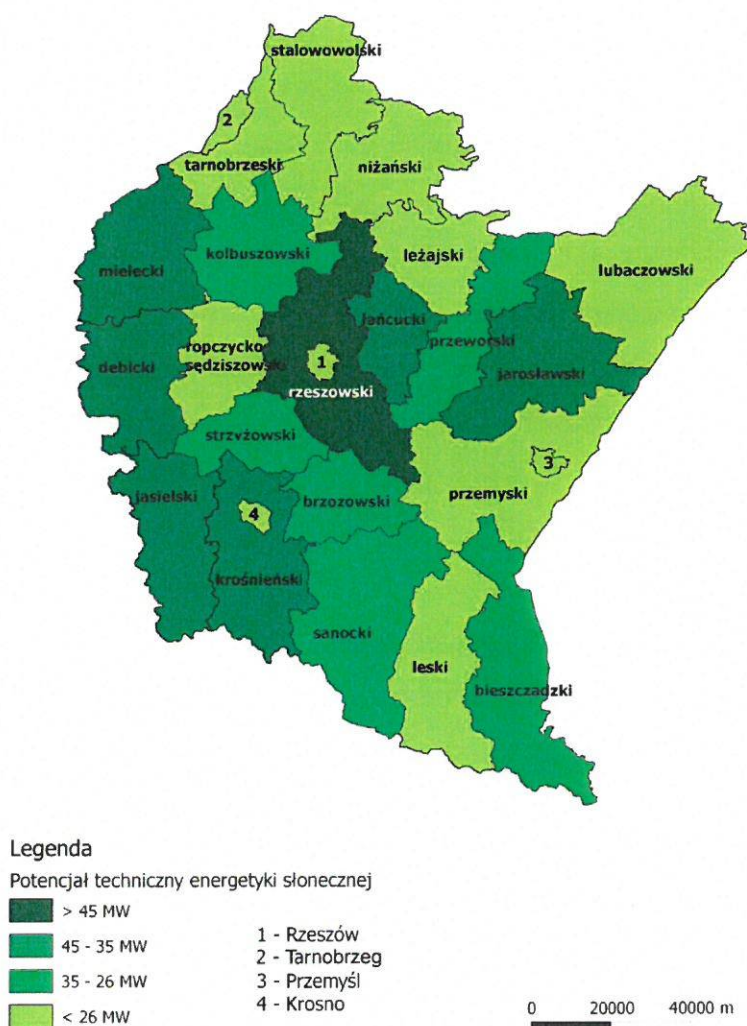 stalowowolski
2
tarnobrzeski
niżański
leżajski
lubaczowski
mielecki
kolbuszowski
łańcucki
przeworski
jarosławski
dębicki
ropczycko
sędziszowski
1
rzeszowski
strzyżowski
3
przemyski
jasielski
4
brzozowski
krośnieński
sanocki
leski
bieszczadzki
Legenda
Potencjał techniczny energetyki słonecznej
> 45 MW
45 - 35 MW
35 - 26 MW
< 26 MW
1 - Rzeszów
2 - Tarnobrzeg
3 - Przemyśl
4 - Krosno
0 20000 40000 m